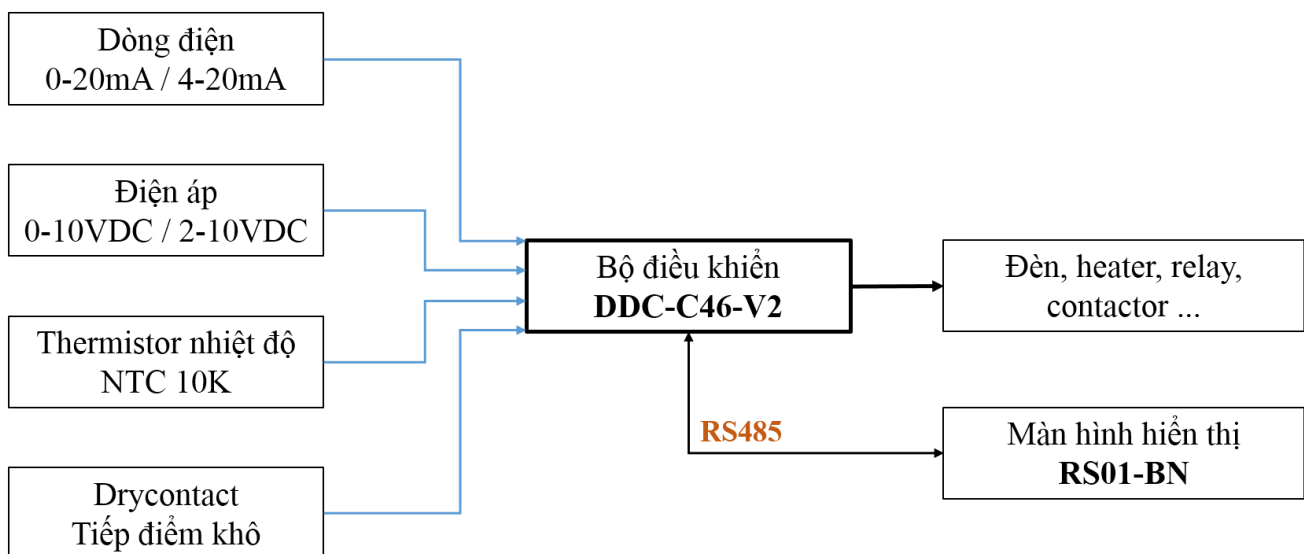 Dòng điện
0-20mA / 4-20mA
Điện áp
0-10VDC / 2-10VDC
Thermistor nhiệt độ
NTC 10K
Drycontact
Tiếp điểm khô
Bộ điều khiển
DDC-C46-V2
Đèn, heater, relay,
contactor ...
RS485
Màn hình hiển thị
RS01-BN